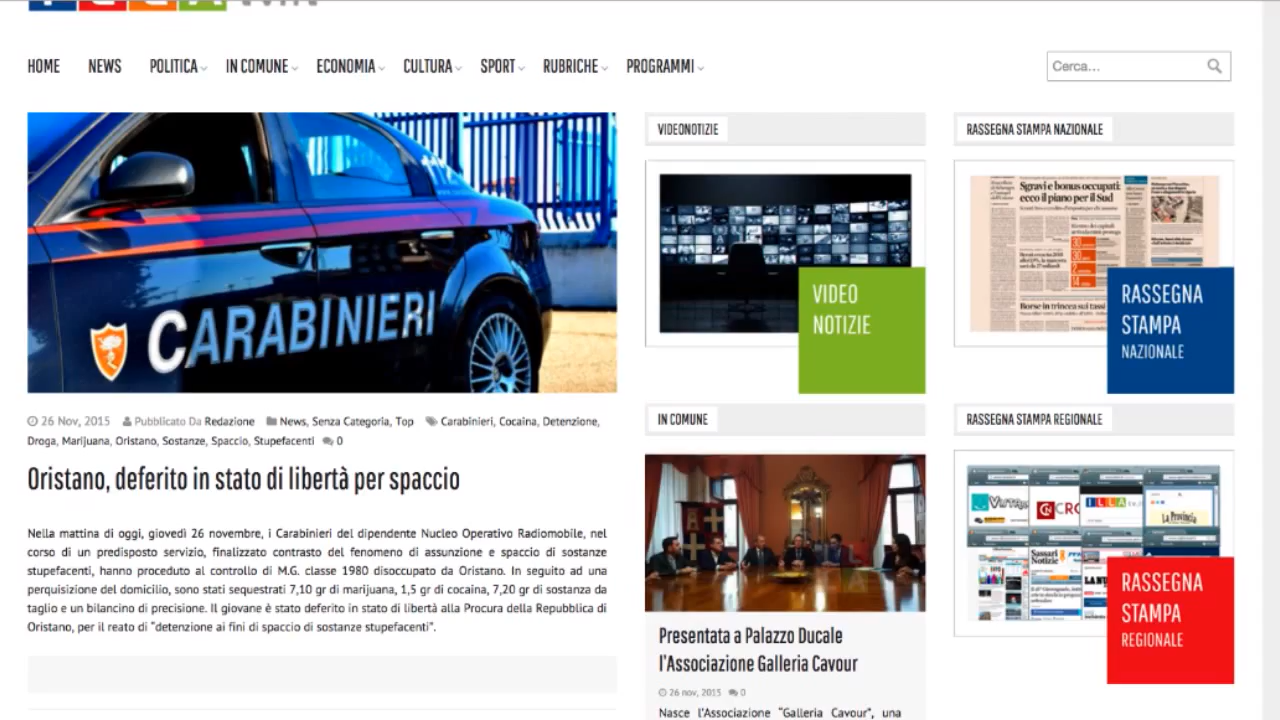 HOME NEWS POLITICA IN COMUNE ECONOMIA CULTURA SPORT RUBRICHE PROGRAMMI
Cerca...
CARABINIERI
26 Nov, 2015 Pubblicato Da Redazione News, Senza Categoria, Top Carabinieri, Cocaina, Detenzione,
Droga, Marijuana, Oristano, Sostanze, Spaccio, Stupefacenti 0
Oristano, deferito in stato di libertà per spaccio
Nella mattina di oggi, giovedì 26 novembre, i Carabinieri del dipendente Nucleo Operativo Radiomobile, nel
corso di un predisposto servizio, finalizzato contrasto del fenomeno di assunzione e spaccio di sostanze
stupefacenti, hanno proceduto al controllo di M.G. classe 1980 disoccupato da Oristano. In seguito ad una
perquisizione del domicilio, sono stati sequestrati 7,10 gr di marijuana, 1,5 gr di cocaina, 7,20 gr di sostanza da
taglio e un bilancino di precisione. Il giovane è stato deferito in stato di libertà alla Procura della Repubblica di
Oristano, per il reato di "detenzione ai fini di spaccio di sostanze stupefacenti".
VIDEONOTIZIE
VIDEO
NOTIZIE
IN COMUNE
Presentata a Palazzo Ducale
l'Associazione Galleria Cavour
26 nov, 2015 0
Nasce l'Associazione "Galleria Cavour", una
RASSEGNA STAMPA NAZIONALE
Sgravi e bonus occupati:
ecco il piano per il Sud
Borse in trincea sui tassi
RASSEGNA
STAMPA
NAZIONALE
RASSEGNA STAMPA REGIONALE
La Provincia
Sassari
Notizie
RASSEGNA
STAMPA
REGIONALE